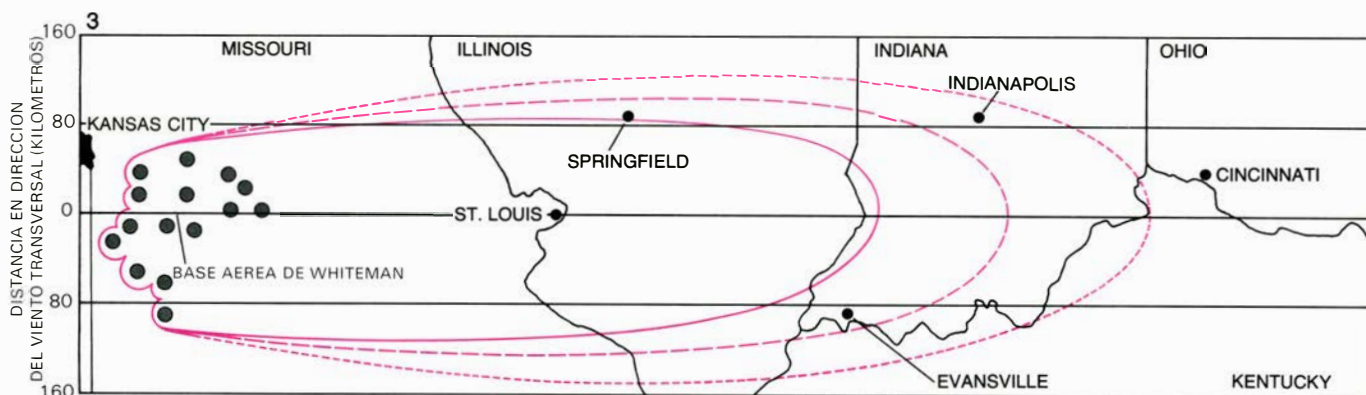 3
160
80
0
80
160
DISTANCIA EN DIRECCION
DEL VIENTO TRANSVERSAL (KILOMETROS)
MISSOURI
ILLINOIS
INDIANA
OHIO
INDIANAPOLIS
KANSAS CITY
SPRINGFIELD
CINCINNATI
ST. LOUIS
BASE AEREA DE WHITEMAN
EVANSVILLE
KENTUCKY